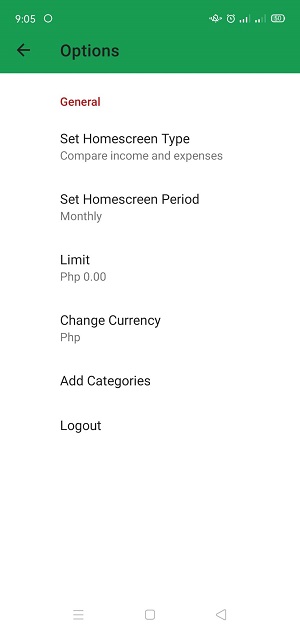 9:05
80
Options
General
Set Homescreen Type
Compare income and expenses
Set Homescreen Period
Monthly
Limit
Php 0.00
Change Currency
Php
Add Categories
Logout